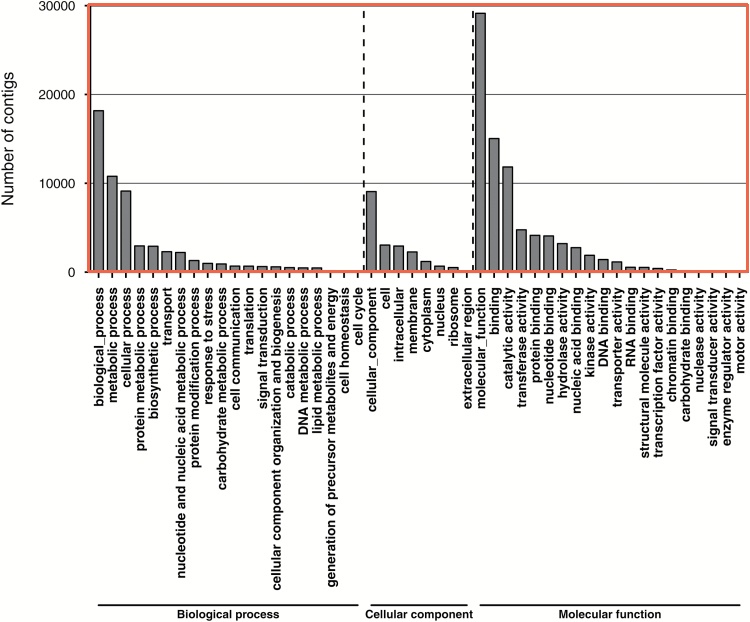 Number of contigs
30000
20000
10000
0
biological_process
metabolic process
cellular process
protein metabolic process
biosynthetic process
transport
nucleotide and nucleic acid metabolic process
protein modification process
response to stress
carbohydrate metabolic process
cell communication
translation
signal transduction
cellular component organization and biogenesis
catabolic process
DNA metabolic process
lipid metabolic process
generation of precursor metabolites and energy
cell homeostasis
cell cycle
cellular_component
cell
intracellular
membrane
cytoplasm
nucleus
ribosome
extracellular region
molecular_function
binding
catalytic activity
transferase activity
protein binding
nucleotide binding
hydrolase activity
nucleic acid binding
kinase activity
DNA binding
transporter activity
RNA binding
structural molecule activity
transcription factor activity
chromatin binding
carbohydrate binding
nuclease activity
signal transducer activity
enzyme regulator activity
motor activity
Biological process
Cellular component
Molecular function